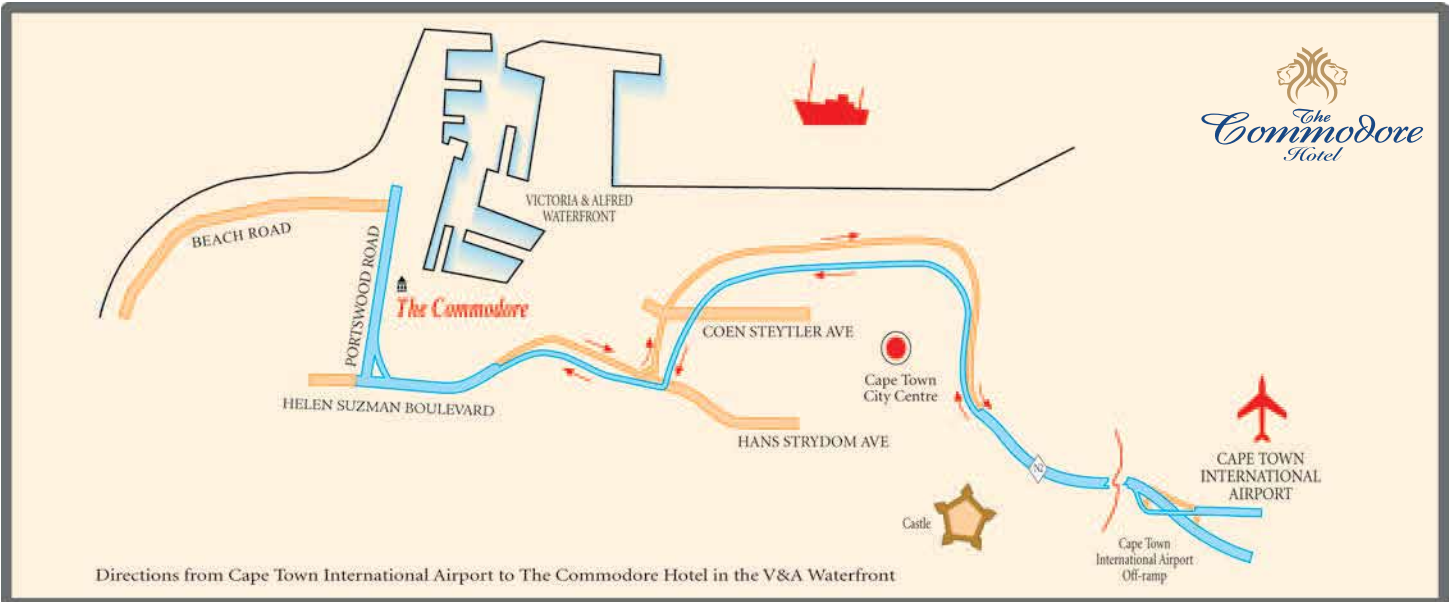 The
Commodore
Hotel
VICTORIA & ALFRED
WATERFRONT
BEACH ROAD
PORTSWOOD ROAD
The Commodore
COEN STEYTLER AVE
Cape Town
City Centre
HELEN SUZMAN BOULEVARD
HANS STRYDOM AVE
N2
CAPE TOWN
INTERNATIONAL
AIRPORT
Castle
Cape Town
International Airport
Off-ramp
Directions from Cape Town International Airport to The Commodore Hotel in the V&A Waterfront